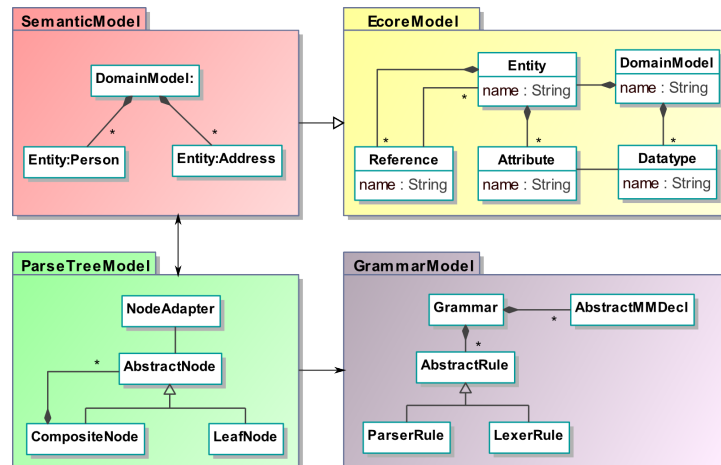 SemanticModel
DomainModel:
*
*
Entity:Person
Entity:Address
EcoreModel
Entity
name : String
DomainModel
name : String
*
*
*
*
Reference
name : String
Attribute
name : String
Datatype
name : String
ParseTreeModel
NodeAdapter
AbstractNode
*
CompositeNode
LeafNode
GrammarModel
Grammar
AbstractMMDecl
*
*
AbstractRule
ParserRule
LexerRule